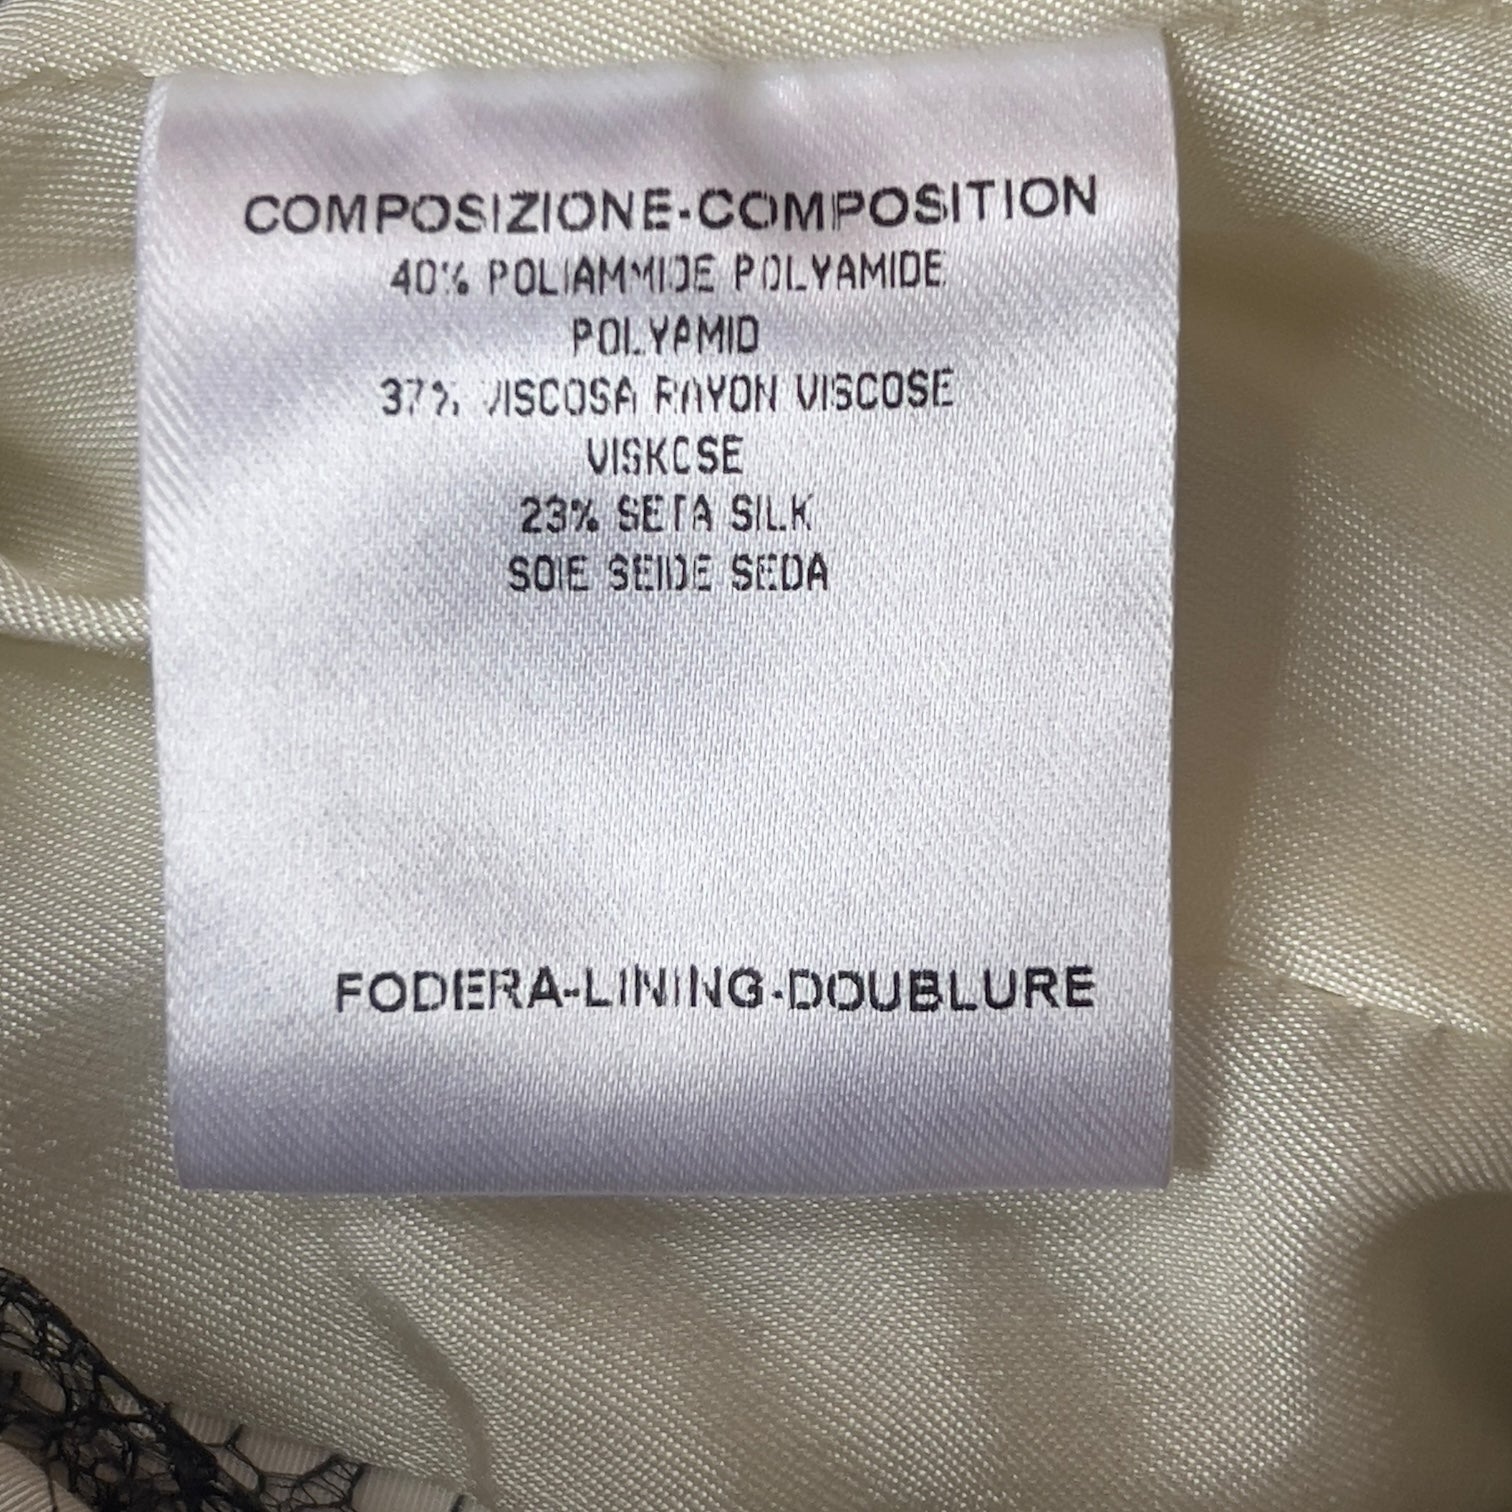 COMPOSIZIONE-COMPOSITION
40% POLIAMMIDE POLYAMIDE
POLYAMID
37% VISCOSA RAYON VISCOSE
VISKOSE
23% SETA SILK
SOIE SEIDE SEDA
FODERA-LINING-DOUBLURE